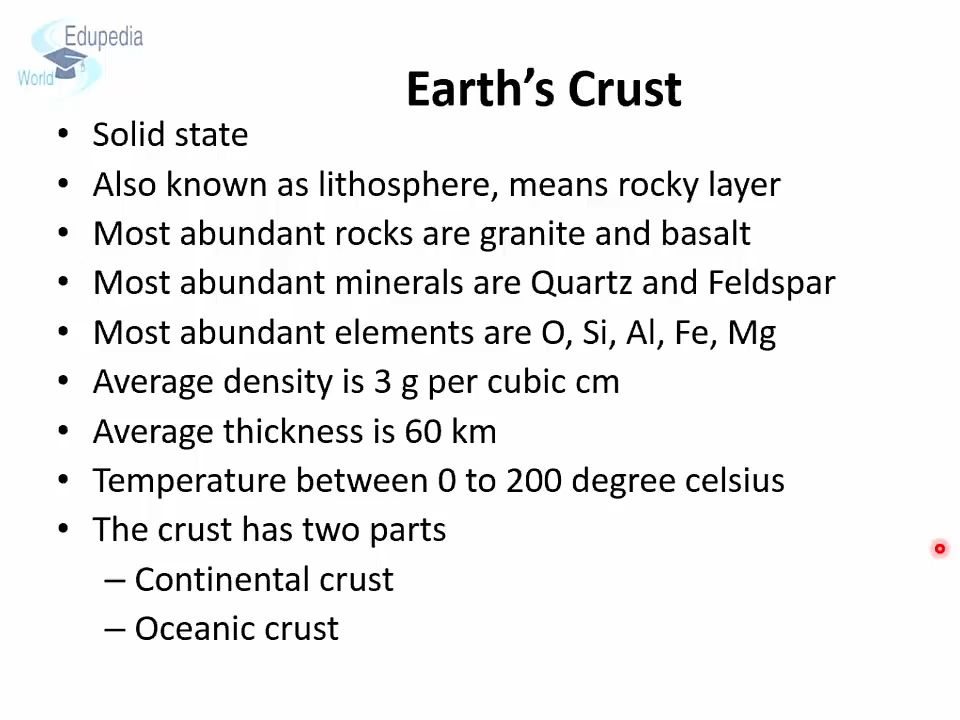 Edupedia
World
Earth's Crust
• Solid state
• Also known as lithosphere, means rocky layer
• Most abundant rocks are granite and basalt
• Most abundant minerals are Quartz and Feldspar
• Most abundant elements are O, Si, Al, Fe, Mg
• Average density is 3 g per cubic cm
• Average thickness is 60 km
• Temperature between 0 to 200 degree celsius
• The crust has two parts
– Continental crust
– Oceanic crust